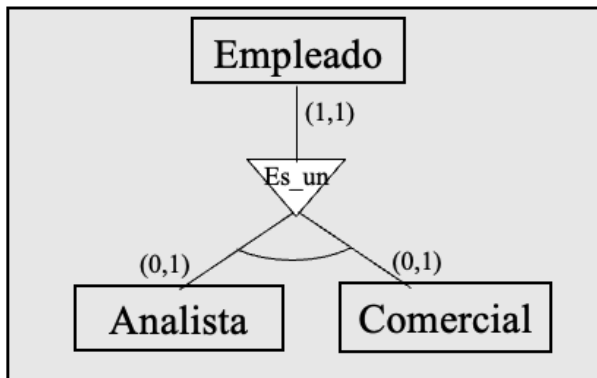 Empleado
(1,1)
Es_un
(0,1)
(0,1)
Analista
Comercial